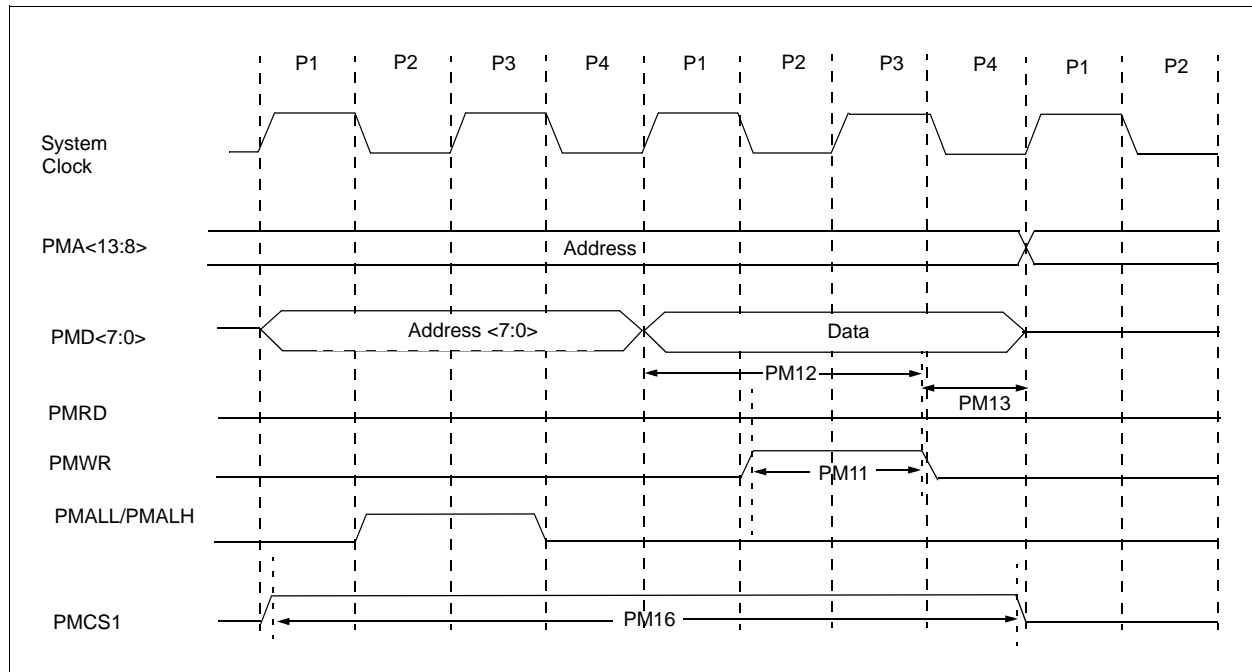 P1 P2 P3 P4 P1 P2 P3 P4 P1 P2
System
Clock
PMA<13:8>
Address
PMD<7:0>
Address <7:0>
Data
PM12
PM13
PMRD
PMWR
PM11
PMALL/PMALH
PMCS1
PM16